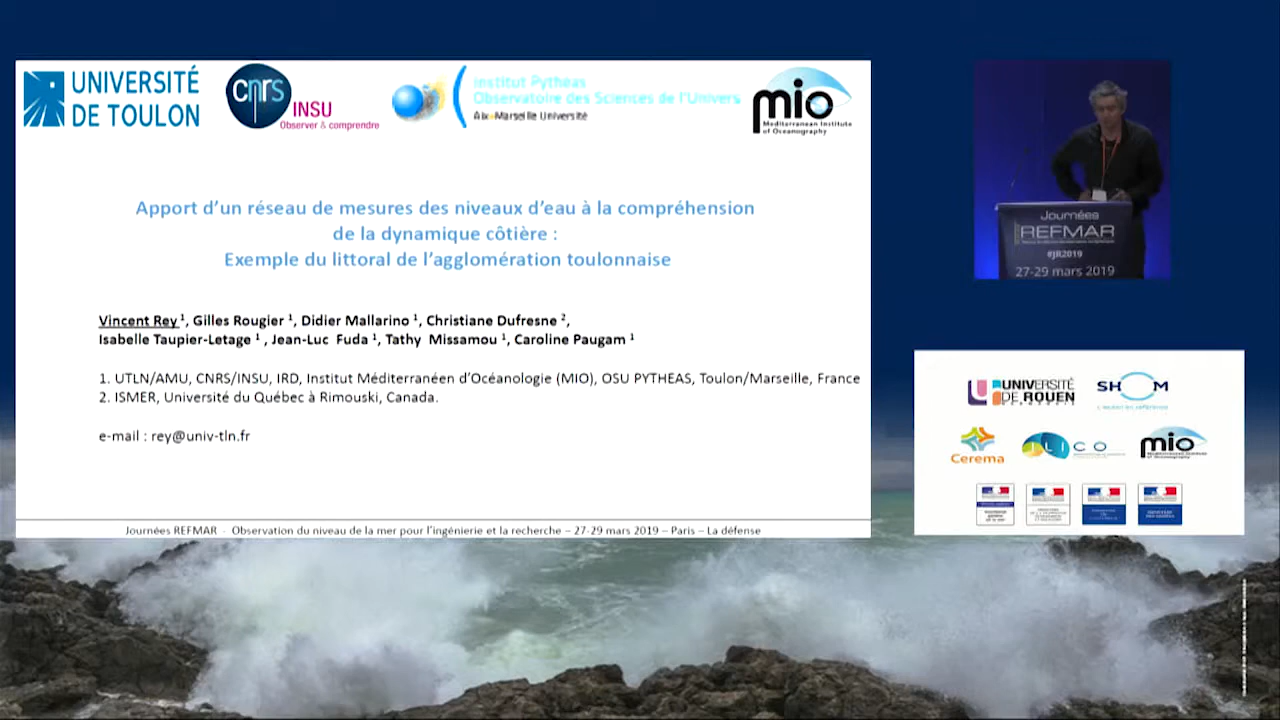 UNIVERSITÉ
DE TOULON
cnrs
INSU
Observer & comprendre
Institut Pytheas
Observatoire des Sciences de l'Univers
Aix*Marseille Université
mio
Mediterranean Institute
of Oceanography
Apport d'un réseau de mesures des niveaux d'eau à la compréhension
de la dynamique côtière :
Exemple du littoral de l'agglomération toulonnaise
Vincent Rey ¹, Gilles Rougier ¹, Didier Mallarino ¹, Christiane Dufresne ²,
Isabelle Taupier-Letage ¹ , Jean-Luc Fuda ¹, Tathy Missamou ¹, Caroline Paugam ¹
1. UTLN/AMU, CNRS/INSU, IRD, Institut Méditerranéen d'Océanologie (MIO), OSU PYTHEAS, Toulon/Marseille, France
2. ISMER, Université du Québec à Rimouski, Canada.
e-mail : rey@univ-tln.fr
Journées REFMAR - Observation du niveau de la mer pour l'ingénierie et la recherche – 27-29 mars 2019 – Paris – La défense
Journées
REFMAR
#JR2019
27-29 mars 2019
UNIVERSITÉ
DE ROUEN
SHOM
Cerema
ILICO
mio
Mediterranean Institute
of Oceanography